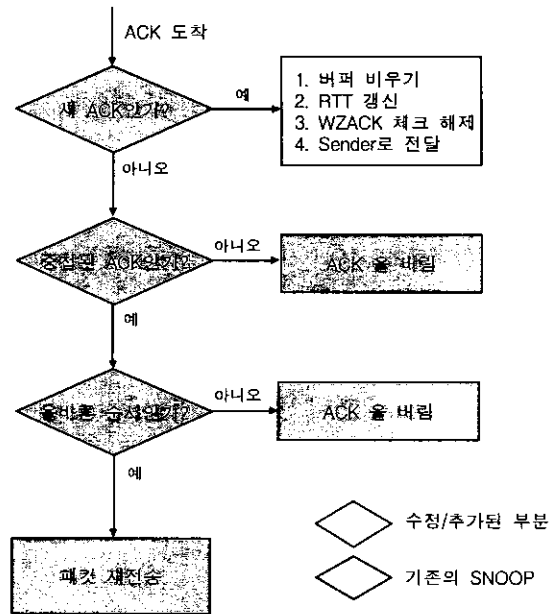 ACK 도착
새 ACK인가?
예
1. 버퍼 비우기
2. RTT 갱신
3. WZACK 체크 해제
4. Sender로 전달
아니오
중첩된 ACK인가?
아니오
ACK 을 버림
예
올바른 순서인가?
아니오
ACK 을 버림
예
패킷 재전송
수정/추가된 부분
기존의 SNOOP